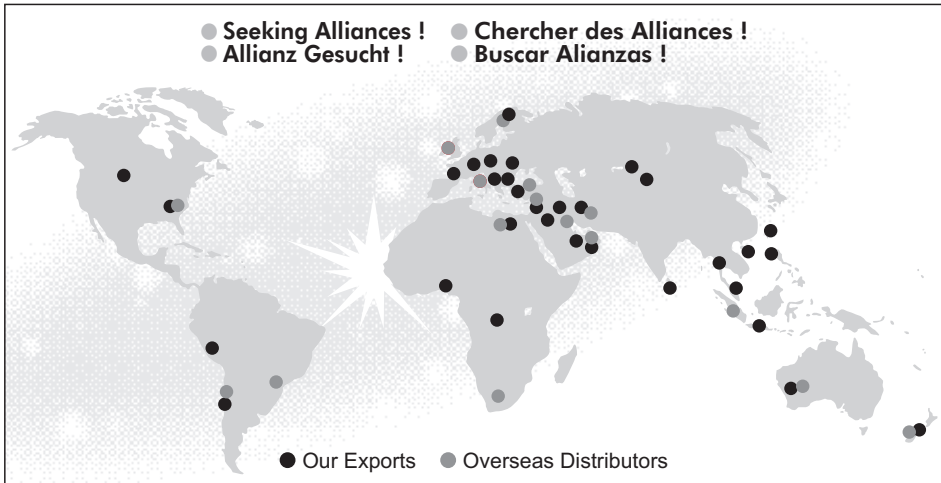 Seeking Alliances !
Chercher des Alliances !
Allianz Gesucht !
Buscar Alianzas !
Our Exports
Overseas Distributors